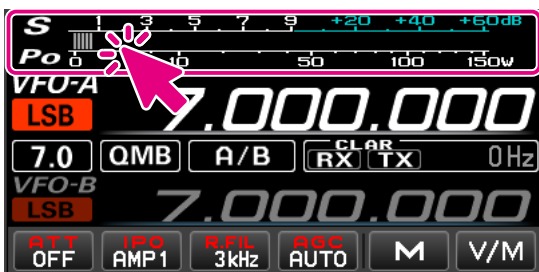 S 1 3 5 7 9 +20 +40 +60dB
Po 0 10 50 100 150W
VFO-A
LSB 7.000.000
7.0 QMB A/B CLAR RX TX 0Hz
VFO-B
LSB 7.000.000
ATT IPO R.FIL AGC
OFF AMP1 3kHz AUTO M V/M